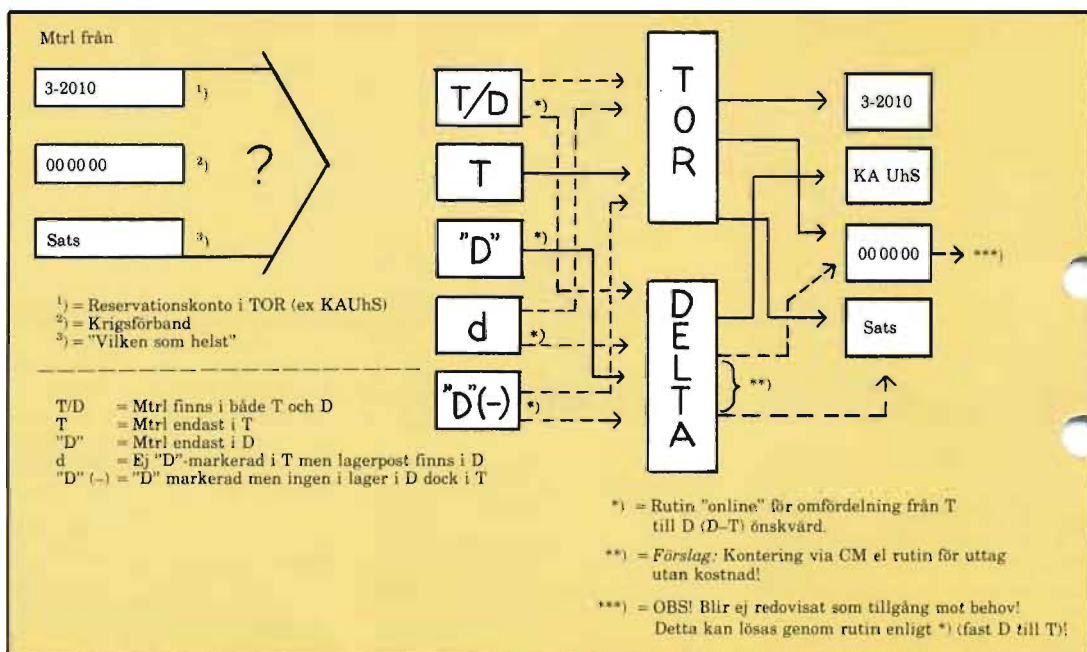 Mtrl från
3-2010 ¹)
00 00 00 ²)
?
Sats ³)
¹) = Reservationskonto i TOR (ex KAUhS)
²) = Krigsförband
³) = "Vilken som helst"
T/D = Mtrl finns i både T och D
T = Mtrl endast i T
"D" = Mtrl endast i D
d = Ej "D"-markerad i T men lagerpost finns i D
"D" (–) = "D" markerad men ingen i lager i D dock i T
T/D *)
T
"D" *)
d *)
"D"(-) *)
TOR
DELTA
**)
3-2010
KA UhS
00 00 00 ***)
Sats
*) = Rutin "online" för omfördelning från T
till D (D–T) önskvärd.
**) = Förslag: Kontering via CM el rutin för uttag
utan kostnad!
***) = OBS! Blir ej redovisat som tillgång mot behov!
Detta kan lösas genom rutin enligt *) (fast D till T)!